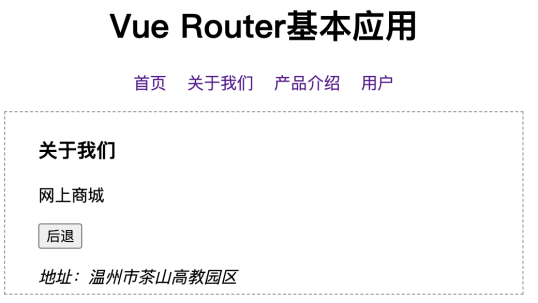 Vue Router基本应用
首页 关于我们 产品介绍 用户
关于我们
网上商城
后退
地址：温州市茶山高教园区